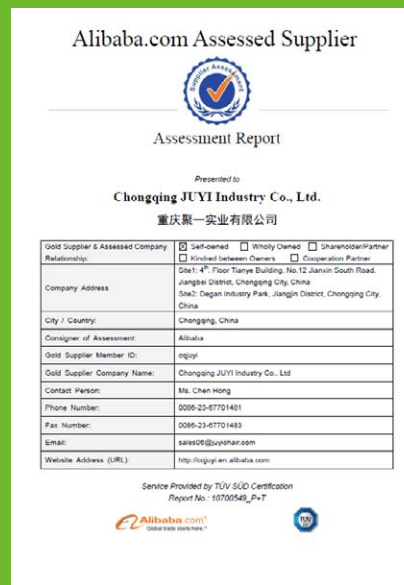 Alibaba.com Assessed Supplier
Supplier Assessment
Assessment Report
Presented to
Chongqing JUYI Industry Co., Ltd.
重庆聚一实业有限公司
Gold Supplier & Assessed Company Relationship:
☒ Self-owned ☐ Wholly Owned ☐ Shareholder/Partner
☐ Kindred between Owners ☐ Cooperation Partner
Company Address
Site1: 4th. Floor Tianye Building. No.12 Jianxin South Road,
Jiangbei District, Chongqing City, China
Site2: Degan Industry Park, Jiangjin District, Chongqing City,
China
City / Country: Chongqing, China
Consigner of Assessment: Alibaba
Gold Supplier Member ID: cqjuyi
Gold Supplier Company Name: Chongqing JUYI Industry Co., Ltd
Contact Person: Ms. Chen Hong
Phone Number: 0086-23-67701481
Fax Number: 0086-23-67701483
Email: sales06@juyichair.com
Website Address (URL): http://cqjuyi.en.alibaba.com
Service Provided by TÜV SÜD Certification
Report No.: 10700549_P+T
Alibaba.com®
Global trade starts here.™
TÜV